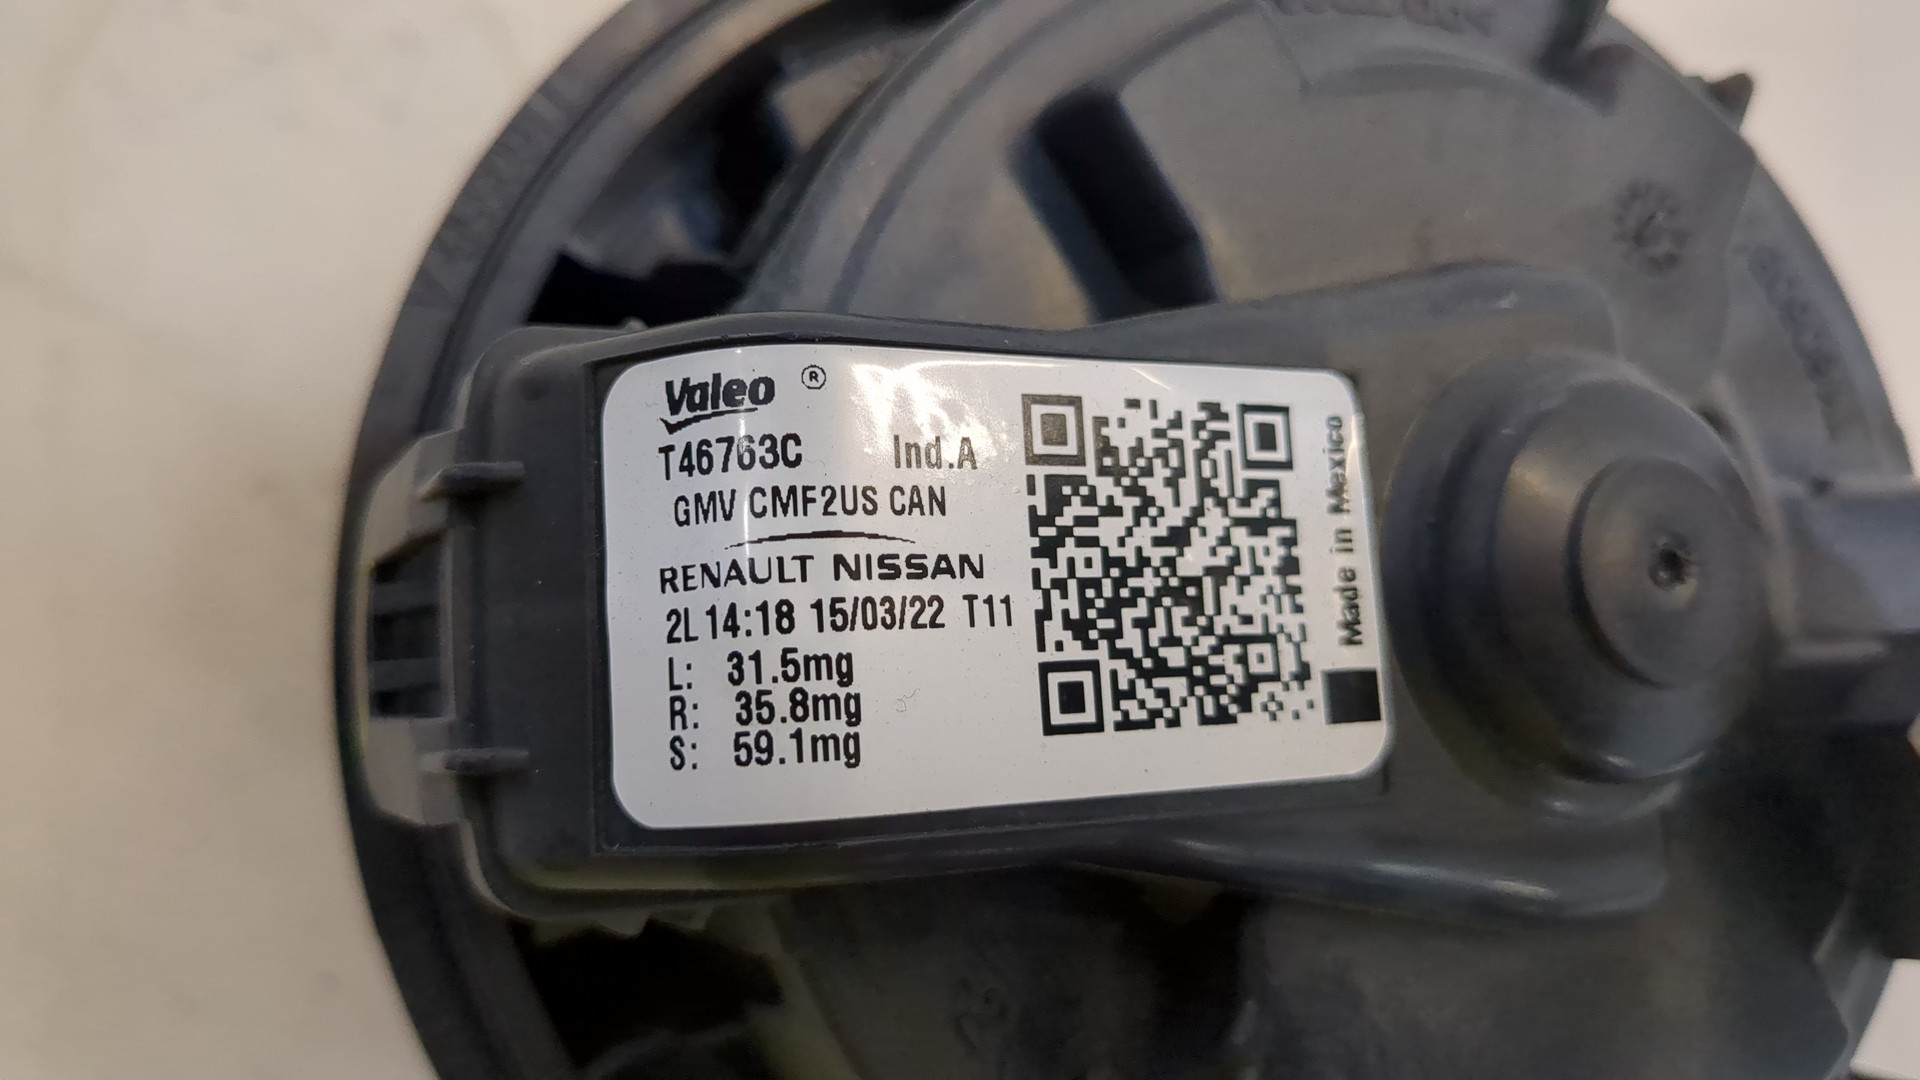 Valeo ®
T46763C Ind.A
GMV CMF2US CAN
RENAULT NISSAN
2L 14:18 15/03/22 T11
L: 31.5mg
R: 35.8mg
S: 59.1mg
Made in Mexico